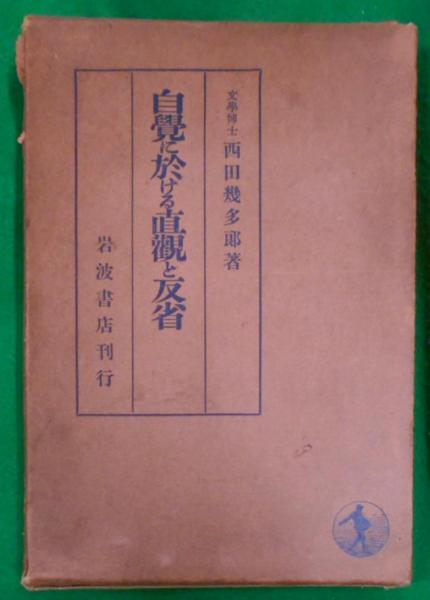 文學博士 西田幾多郎著
自覺に於ける直觀と反省
岩波書店刊行